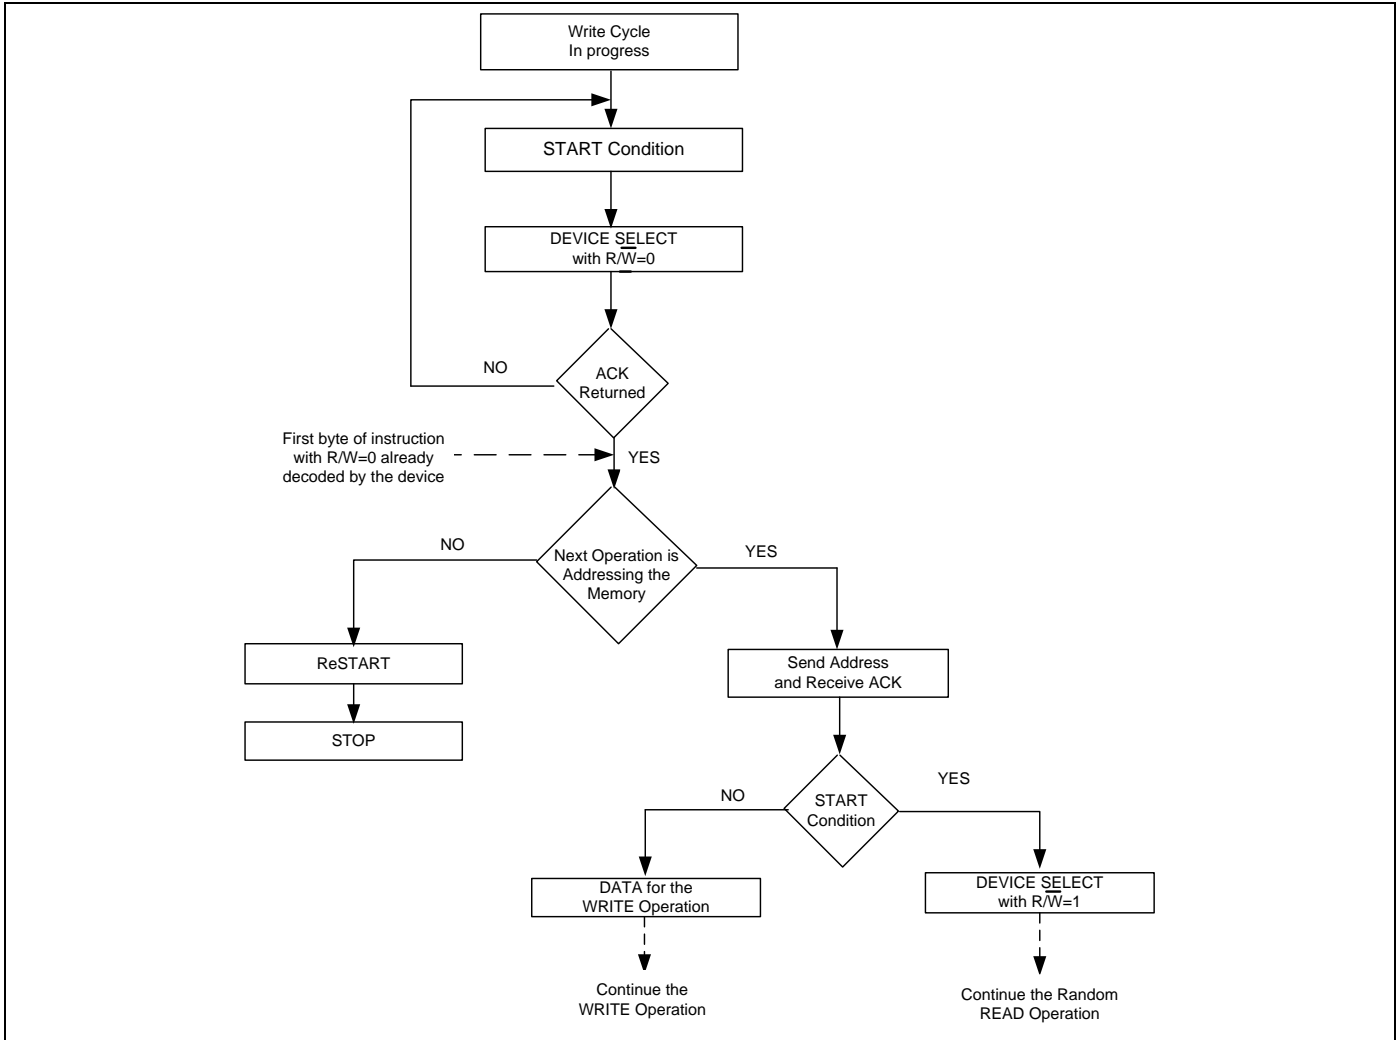 Write Cycle
In progress
START Condition
DEVICE SELECT
with R/W̅=0
NO
ACK
Returned
First byte of instruction
with R/W=0 already
decoded by the device
YES
NO
YES
Next Operation is
Addressing the
Memory
ReSTART
STOP
Send Address
and Receive ACK
NO
YES
START
Condition
DATA for the
WRITE Operation
DEVICE SELECT
with R/W̅=1
Continue the
WRITE Operation
Continue the Random
READ Operation